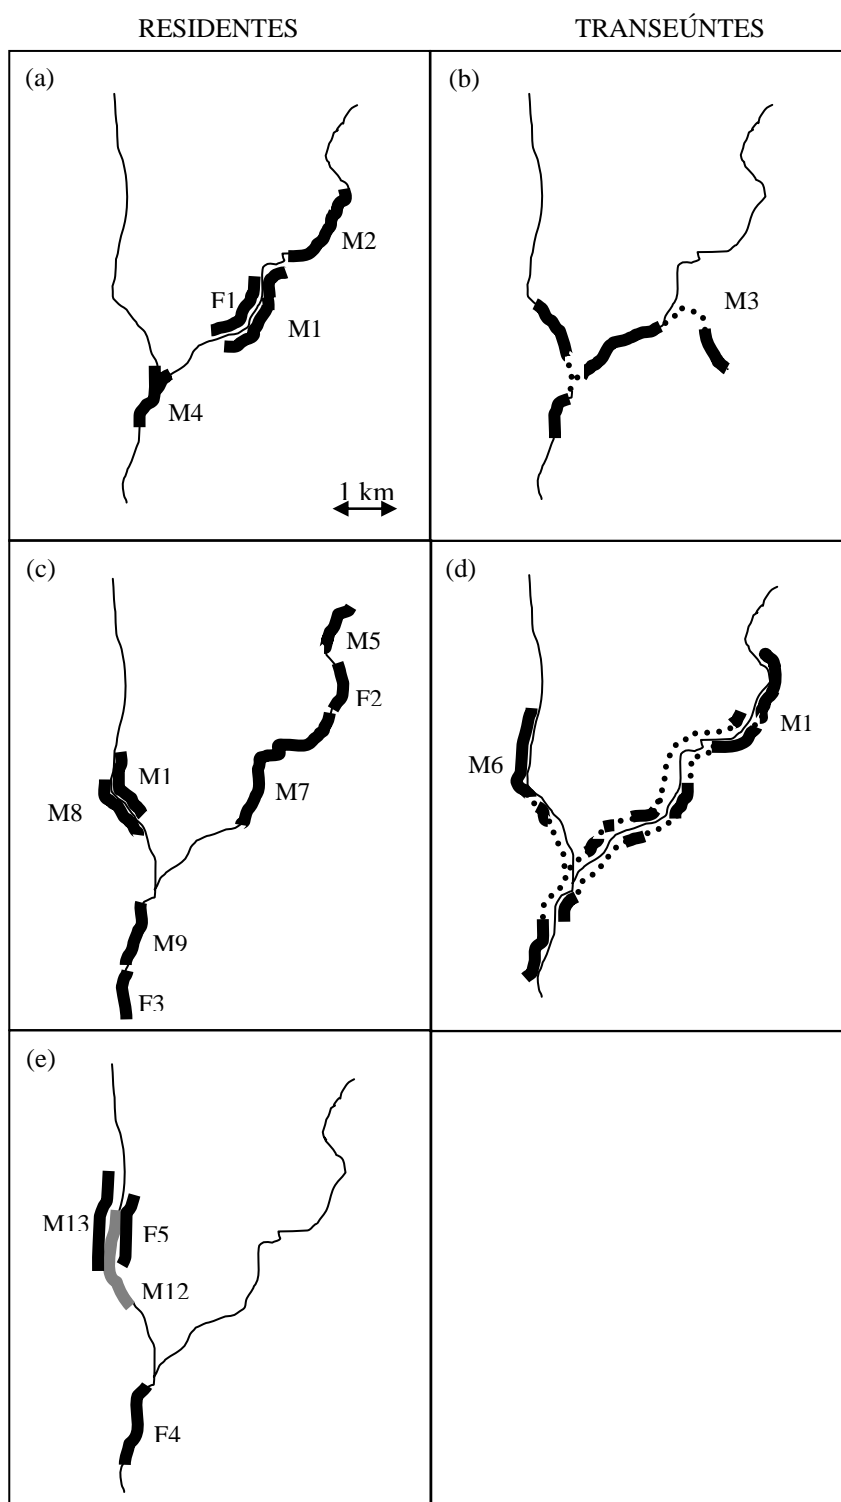 RESIDENTES
TRANSEÚNTES
(a)
M2
F1
M1
M4
1 km
(b)
M3
(c)
M5
F2
M1
M7
M8
M9
F3
(d)
M1
M6
(e)
M13
F5
M12
F4